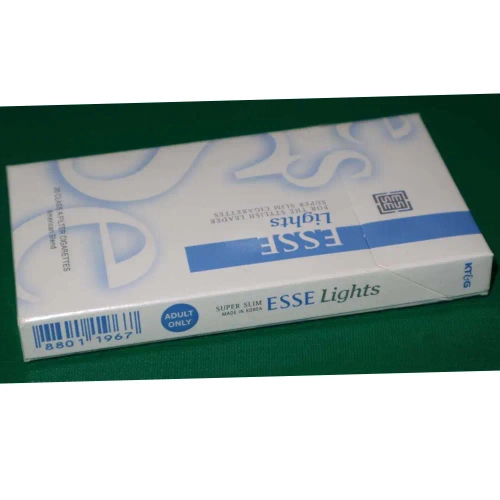 ESSE
Lights
FOR THE STYLISH LEADER
SUPER SLIM CIGARETTES
20 CLASS A FILTER CIGARETTES
American Blend
KT&G
ADULT
ONLY
SUPER SLIM
MADE IN KOREA
ESSE Lights
8801 1967